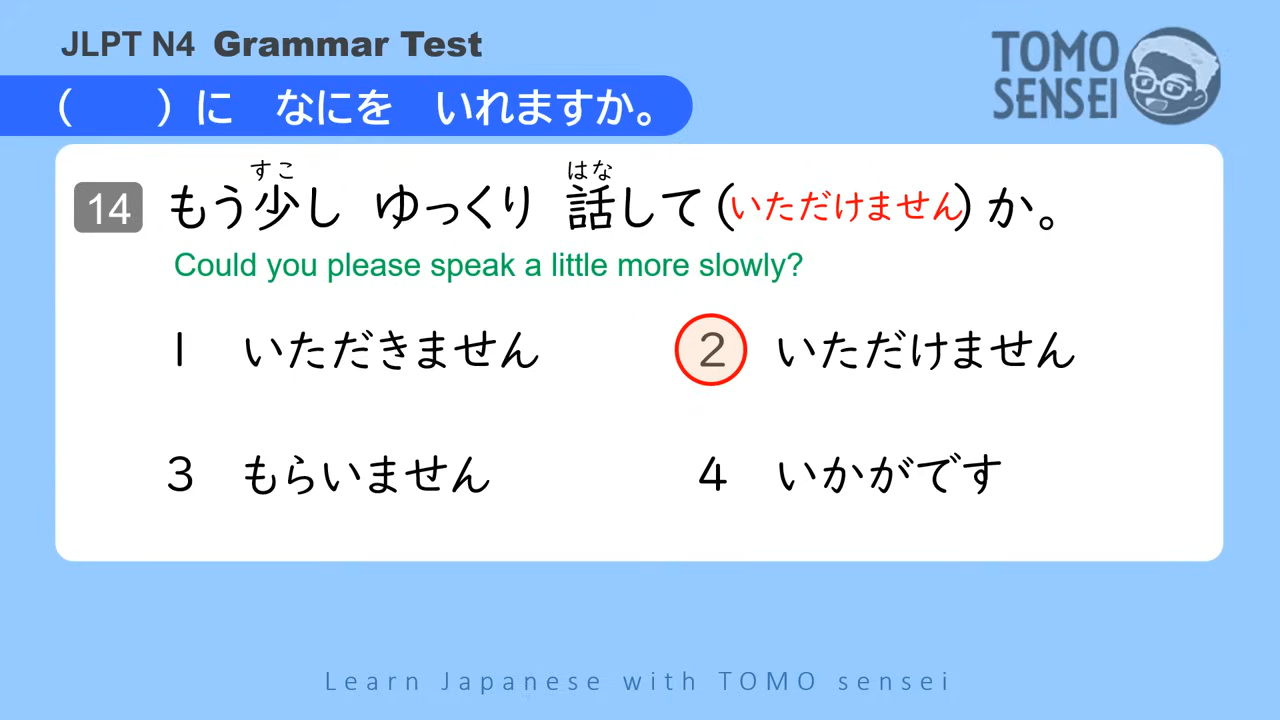 JLPT N4 Grammar Test
TOMO
SENSEI
（　　）に　なにを　いれますか。
すこ　はな
14 もう少し ゆっくり 話して (いただけません) か。
Could you please speak a little more slowly?
1 いただきません 2 いただけません
3 もらいません 4 いかがです
Learn Japanese with TOMO sensei